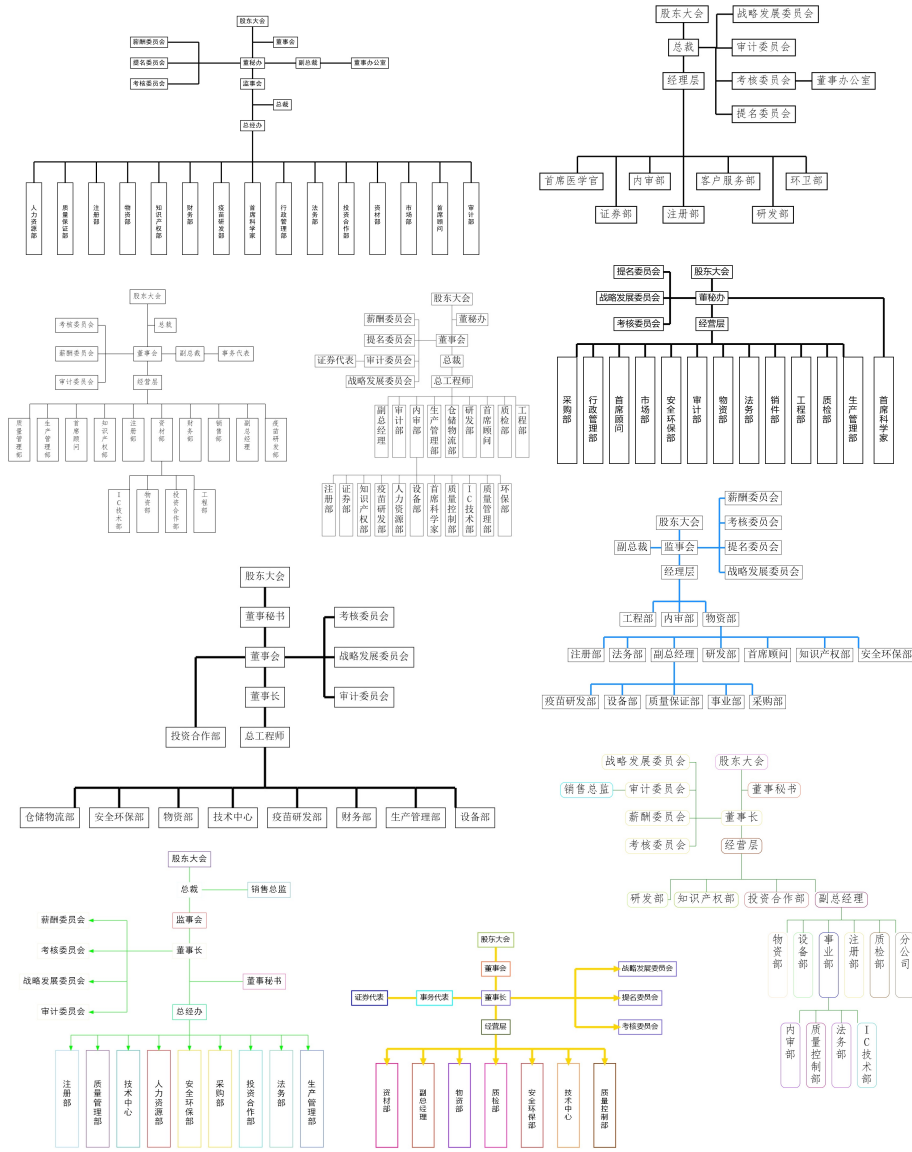 股东大会
薪酬委员会
董事会
提名委员会
董秘办
副总裁
董事办公室
考核委员会
监事会
总裁
总经办
人力资源部
质量保证部
注册部
物资部
知识产权部
财务部
疫苗研发部
首席科学家
行政管理部
法务部
投资合作部
资材部
市场部
首席顾问
审计部
股东大会
战略发展委员会
总裁
审计委员会
经理层
考核委员会
董事办公室
提名委员会
首席医学官
内审部
客户服务部
环卫部
证券部
注册部
研发部
提名委员会
股东大会
战略发展委员会
董秘办
考核委员会
经营层
采购部
行政管理部
首席顾问
市场部
安全环保部
审计部
物资部
法务部
销件部
工程部
质检部
生产管理部
首席科学家
股东大会
考核委员会
总裁
薪酬委员会
董事会
副总裁
事务代表
审计委员会
经营层
质量管理部
生产管理部
首席顾问
知识产权部
注册部
资材部
财务部
销售部
副总经理
疫苗研发部
IC技术部
物资部
投资合作部
工程部
股东大会
薪酬委员会
董秘办
提名委员会
董事会
证券代表
审计委员会
总裁
战略发展委员会
总工程师
副总经理
审计部
内审部
生产管理部
仓储物流部
研发部
首席顾问
质检部
工程部
注册部
证券部
知识产权部
疫苗研发部
人力资源部
设备部
首席科学家
质量控制部
IC技术部
质量管理部
环保部
薪酬委员会
股东大会
考核委员会
副总裁
监事会
提名委员会
经理层
战略发展委员会
工程部
内审部
物资部
注册部
法务部
副总经理
研发部
首席顾问
知识产权部
安全环保部
疫苗研发部
设备部
质量保证部
事业部
采购部
股东大会
董事秘书
考核委员会
董事会
战略发展委员会
董事长
审计委员会
投资合作部
总工程师
仓储物流部
安全环保部
物资部
技术中心
疫苗研发部
财务部
生产管理部
设备部
战略发展委员会
股东大会
销售总监
审计委员会
董事秘书
薪酬委员会
董事长
考核委员会
经营层
研发部
知识产权部
投资合作部
副总经理
物资部
设备部
事业部
注册部
质检部
分公司
内审部
质量控制部
法务部
IC技术部
股东大会
总裁
销售总监
薪酬委员会
监事会
考核委员会
董事长
战略发展委员会
董事秘书
审计委员会
总经办
注册部
质量管理部
技术中心
人力资源部
安全环保部
采购部
投资合作部
法务部
生产管理部
股东大会
董事会
战略发展委员会
证券代表
事务代表
董事长
提名委员会
经营层
考核委员会
资材部
副总经理
物资部
质检部
安全环保部
技术中心
质量控制部